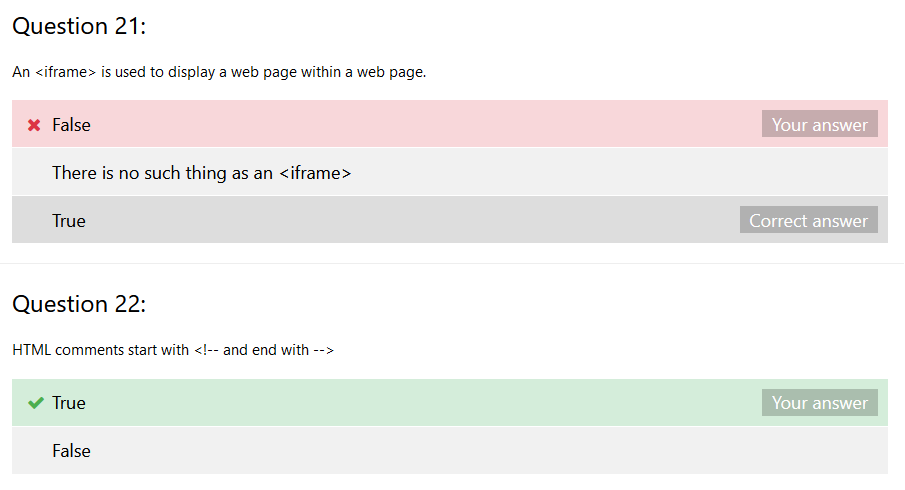 Question 21:
An <iframe> is used to display a web page within a web page.
False Your answer
There is no such thing as an <iframe>
True Correct answer
Question 22:
HTML comments start with <!-- and end with -->
True Your answer
False